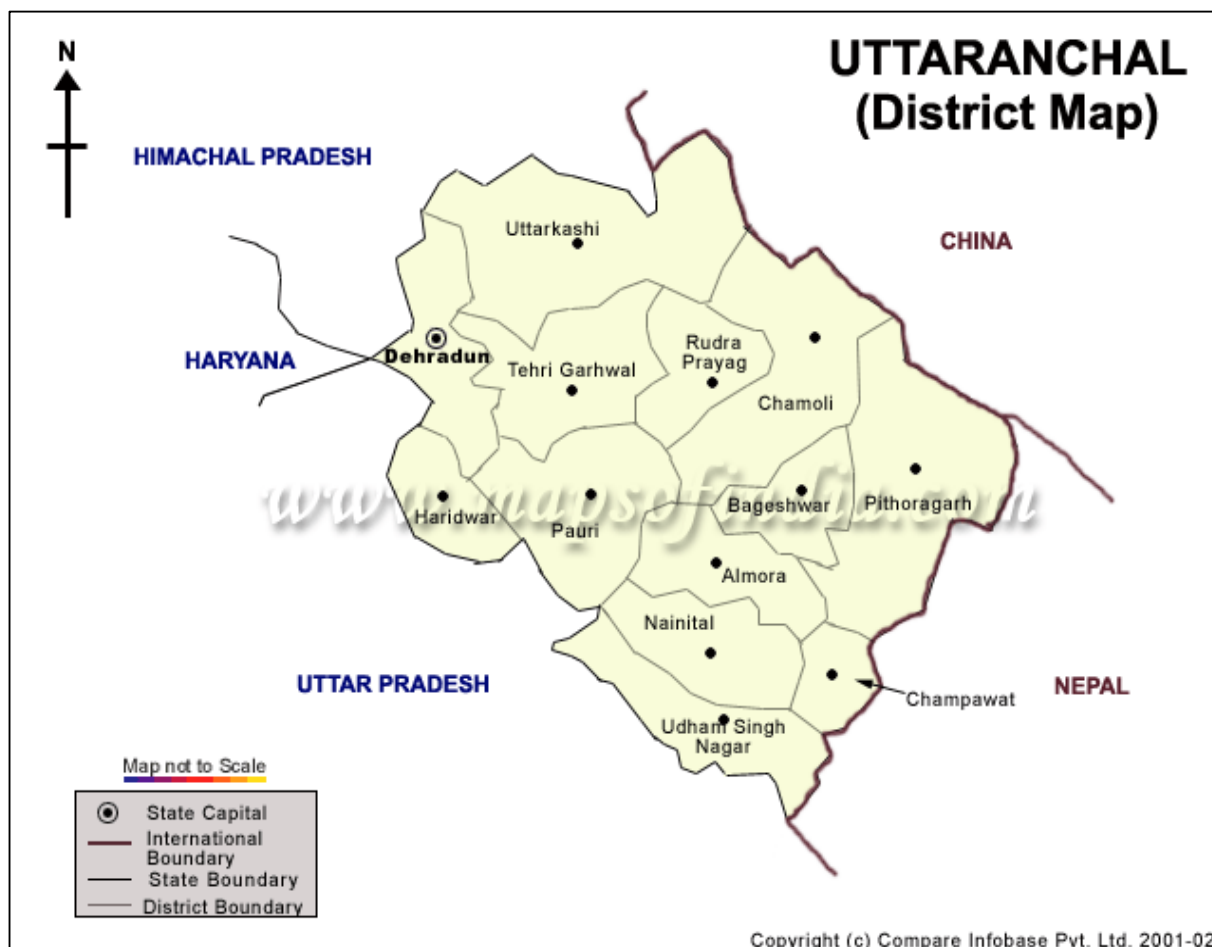 UTTARANCHAL
(District Map)
N
HIMACHAL PRADESH
Uttarkashi
CHINA
HARYANA
Dehradun
Tehri Garhwal
Rudra
Prayag
Chamoli
www.mapsofindia.com
Haridwar
Pauri
Bageshwar
Pithoragarh
Almora
Nainital
UTTAR PRADESH
Champawat
NEPAL
Udham Singh
Nagar
Map not to Scale
State Capital
International
Boundary
State Boundary
District Boundary
Copyright (c) Compare Infobase Pvt. Ltd. 2001-02